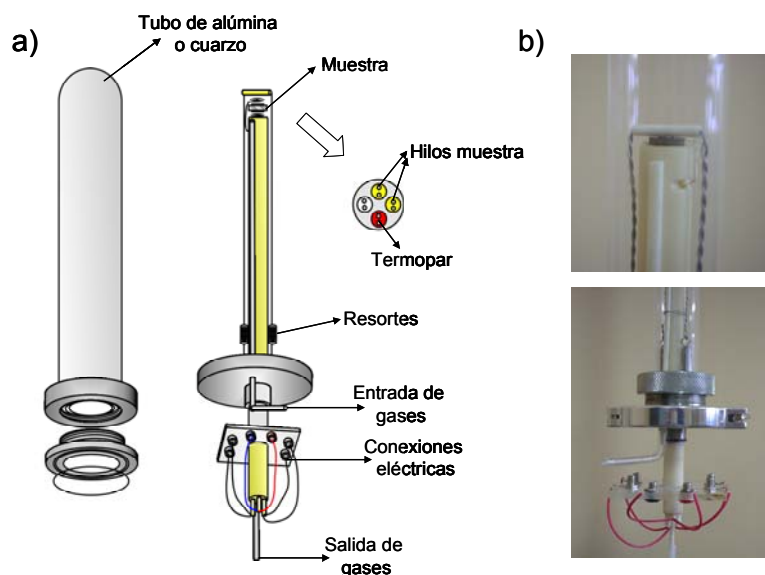 a)
Tubo de alúmina
o cuarzo
Muestra
Hilos muestra
Termopar
Resortes
Entrada de
gases
Conexiones
eléctricas
Salida de
gases
b)